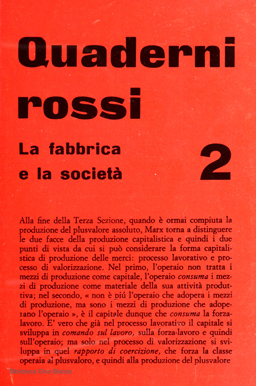 Quaderni
rossi
La fabbrica
e la società
2
Alla fine della Terza Sezione, quando è ormai compiuta la
produzione del plusvalore assoluto, Marx torna a distinguere
le due facce della produzione capitalistica e quindi i due
punti di vista da cui si può considerare la forma capitali-
stica di produzione delle merci: processo lavorativo e pro-
cesso di valorizzazione. Nel primo, l'operaio non tratta i
mezzi di produzione come capitale, l'operaio consuma i mez-
zi di produzione come materiale della sua attività produt-
tiva; nel secondo, « non è più l'operaio che adopera i mezzi
di produzione, ma sono i mezzi di produzione che adope-
rano l'operaio », è il capitale dunque che consuma la forza-
lavoro. E' vero che già nel processo lavorativo il capitale si
sviluppa in comando sul lavoro, sulla forza-lavoro e quindi
sull'operaio; ma solo nel processo di valorizzazione si svi-
luppa in quel rapporto di coercizione, che forza la classe
operaia al pluslavoro, e quindi alla produzione del plusvalore